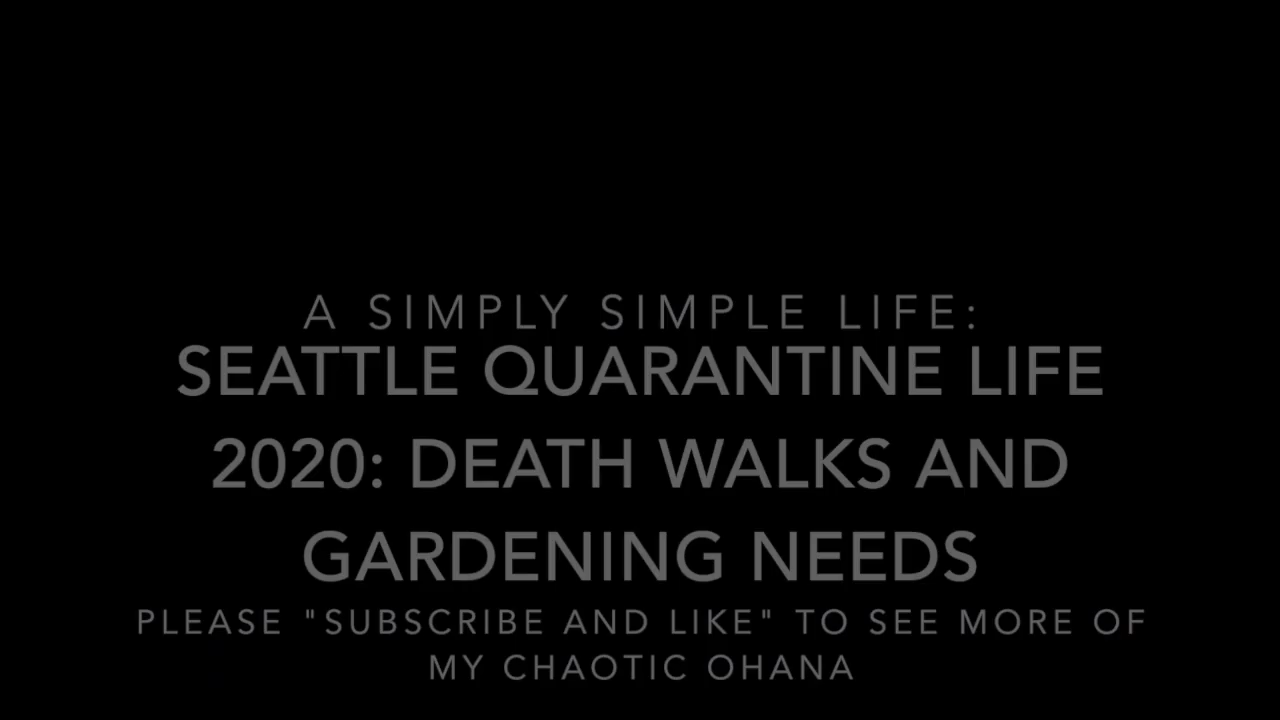 A SIMPLY SIMPLE LIFE:
SEATTLE QUARANTINE LIFE
2020: DEATH WALKS AND
GARDENING NEEDS
PLEASE "SUBSCRIBE AND LIKE" TO SEE MORE OF
MY CHAOTIC OHANA